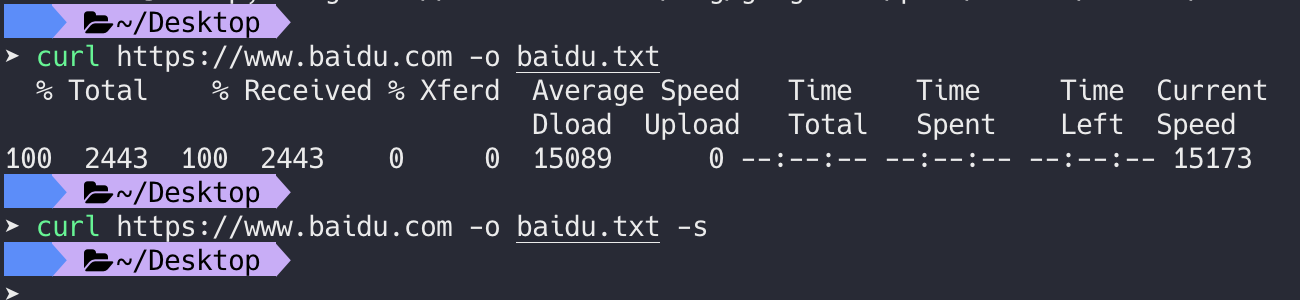 ~/Desktop
➤ curl https://www.baidu.com -o baidu.txt
% Total % Received % Xferd Average Speed Time Time Time Current
Dload Upload Total Spent Left Speed
100 2443 100 2443 0 0 15089 0 --:--:-- --:--:-- --:--:-- 15173
~/Desktop
➤ curl https://www.baidu.com -o baidu.txt -s
~/Desktop
➤